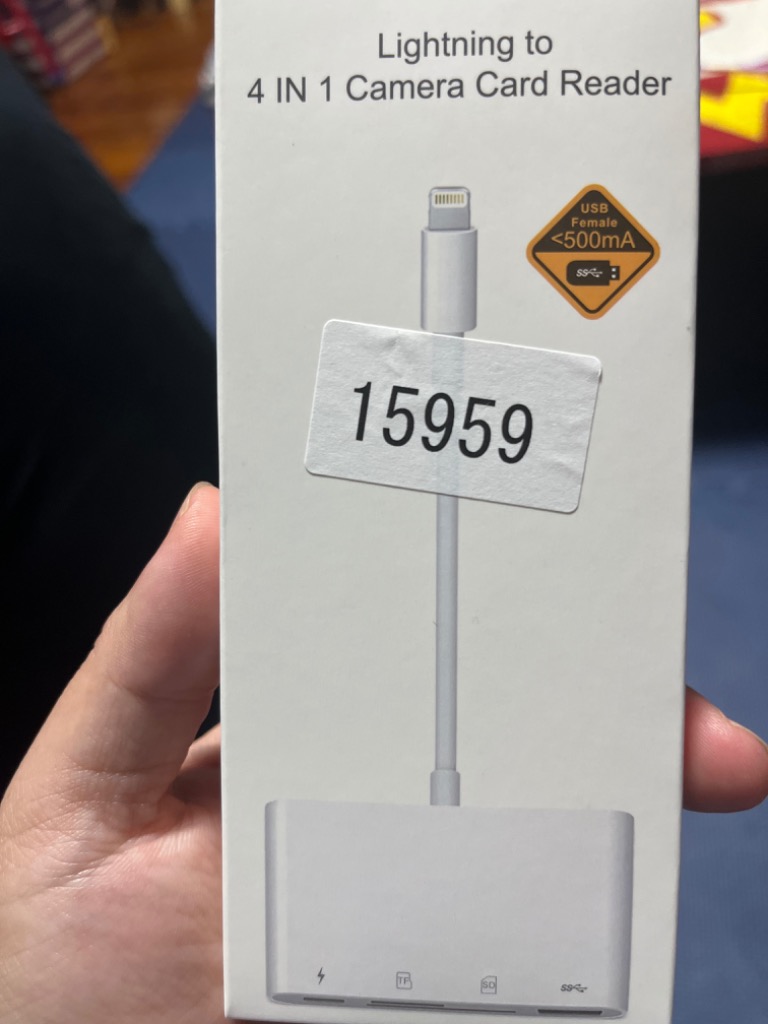 Lightning to
4 IN 1 Camera Card Reader
USB
Female
<500mA
SS
15959
TF
SD
SS